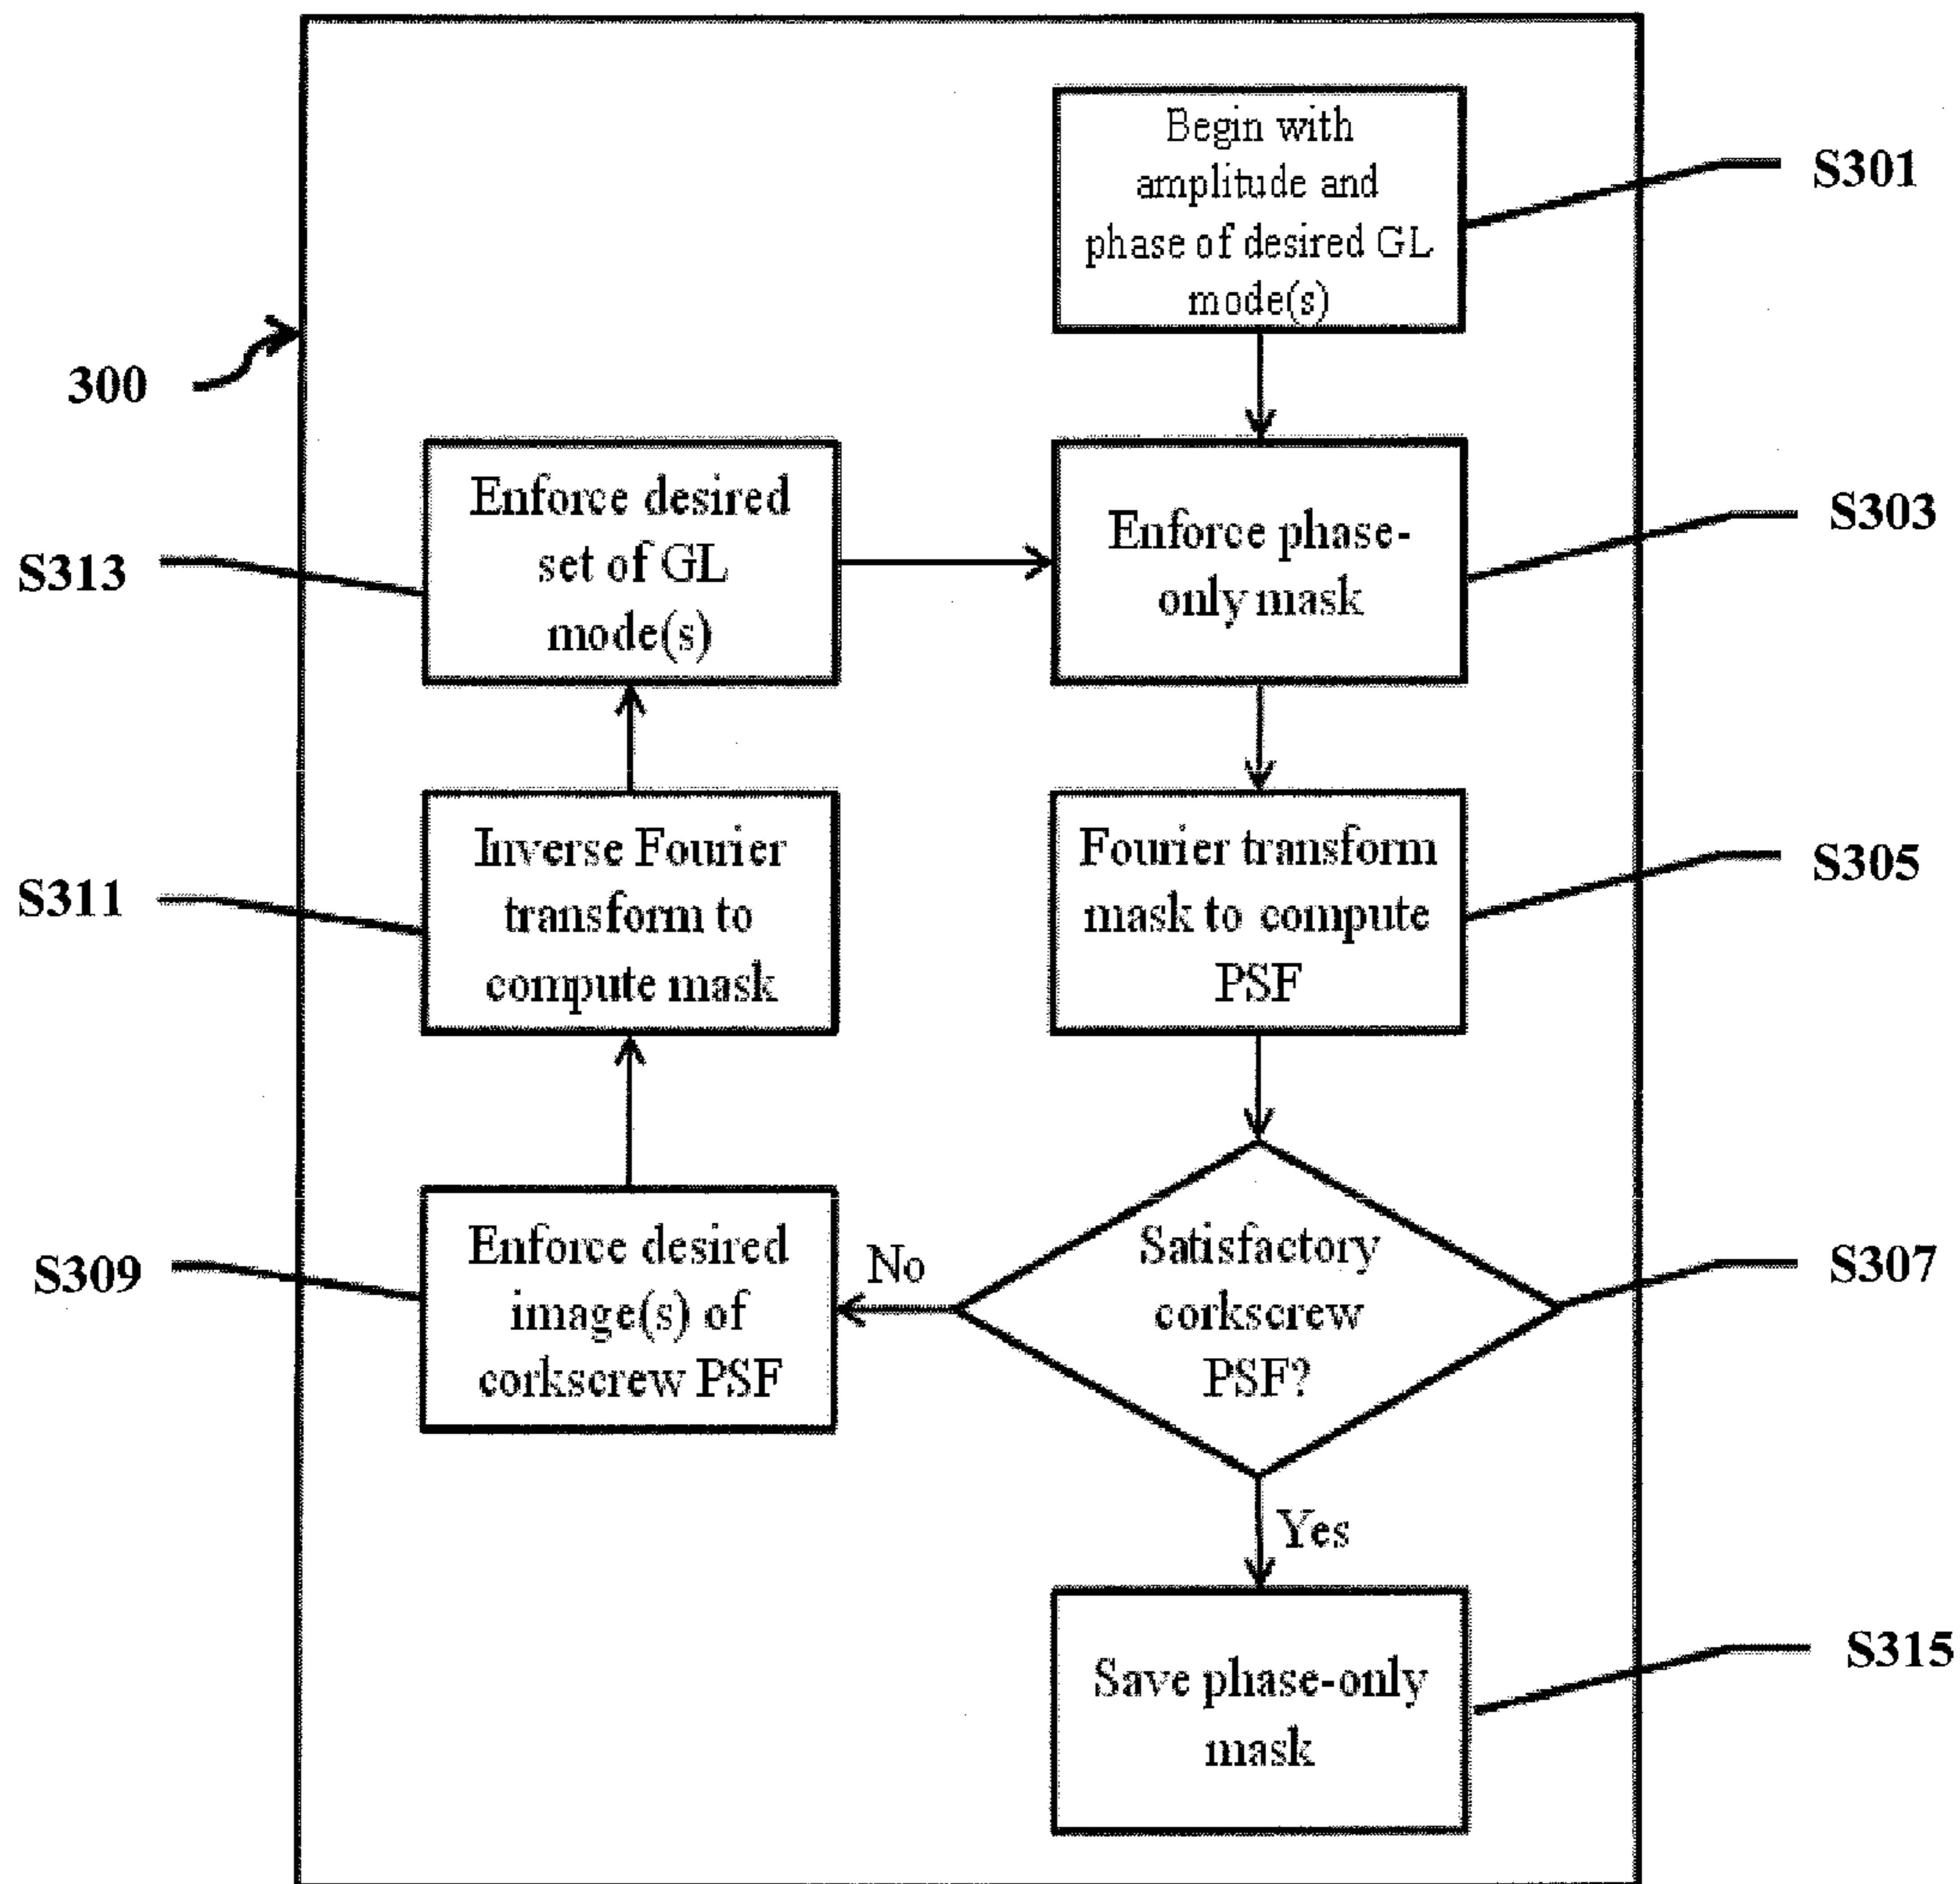 Begin with
amplitude and
phase of desired GL
mode(s)
S301
300
Enforce desired
set of GL
mode(s)
S313
Enforce phase-
only mask
S303
Inverse Fourier
transform to
compute mask
S311
Fourier transform
mask to compute
PSF
S305
Enforce desired
image(s) of
corkscrew PSF
S309
No
Satisfactory
corkscrew
PSF?
S307
Yes
Save phase-only
mask
S315